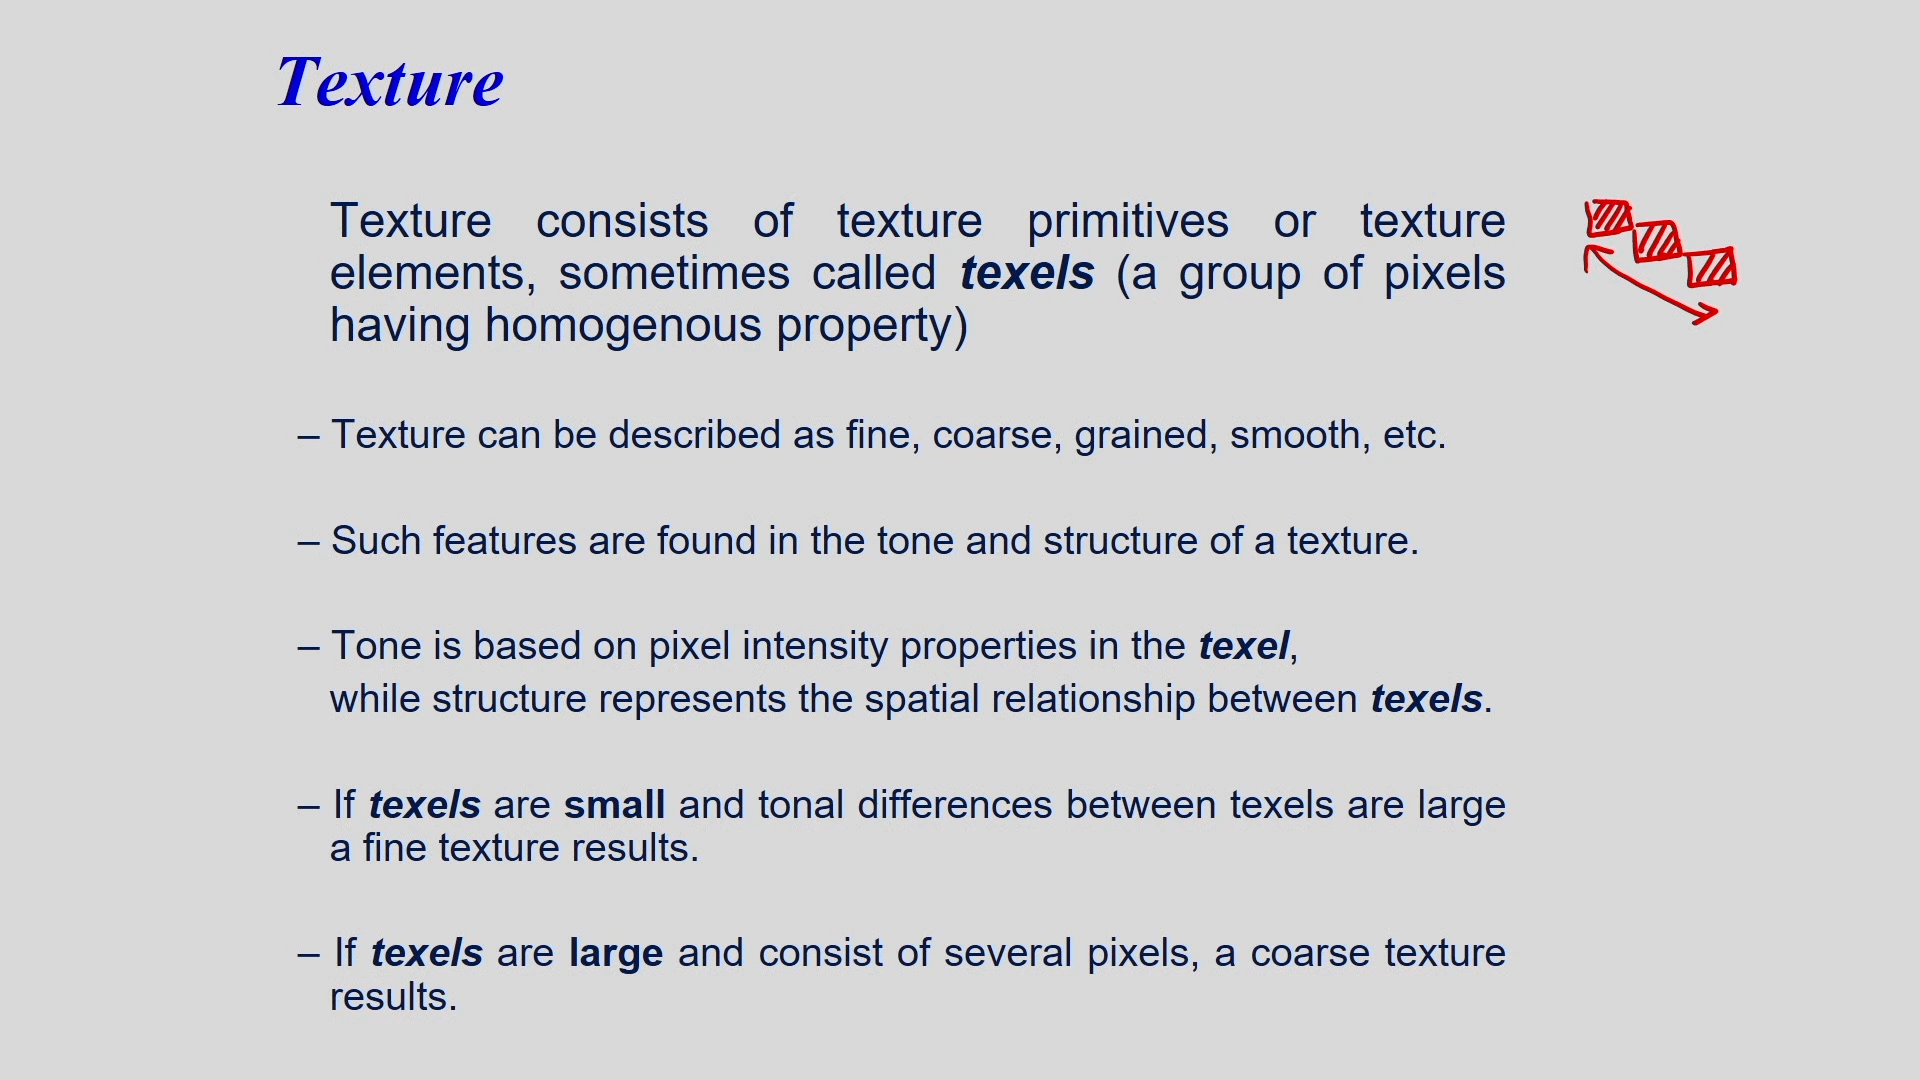 Texture
Texture consists of texture primitives or texture
elements, sometimes called texels (a group of pixels
having homogenous property)
– Texture can be described as fine, coarse, grained, smooth, etc.
– Such features are found in the tone and structure of a texture.
– Tone is based on pixel intensity properties in the texel,
while structure represents the spatial relationship between texels.
– If texels are small and tonal differences between texels are large
a fine texture results.
– If texels are large and consist of several pixels, a coarse texture
results.